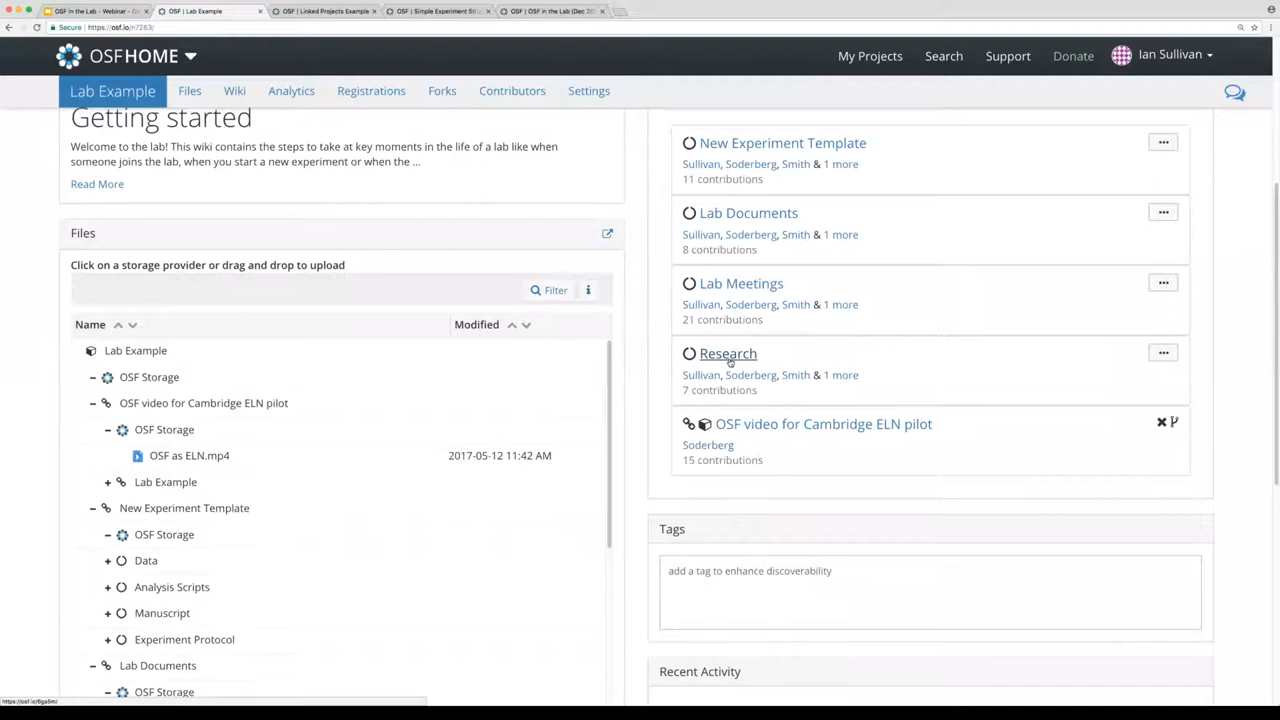 OSF in the Lab - Webinar - G
OSF | Lab Example
OSF | Linked Projects Example
OSF | Simple Experiment St
OSF | OSF in the Lab (Dec 20
Secure
https://osf.io/n7263/
OSFHOME
My Projects
Search
Support
Donate
Ian Sullivan
Lab Example
Files
Wiki
Analytics
Registrations
Forks
Contributors
Settings
Getting started
Welcome to the lab! This wiki contains the steps to take at key moments in the life of a lab like when
someone joins the lab, when you start a new experiment or when the ...
Read More
Files
Click on a storage provider or drag and drop to upload
Filter
Name
Modified
Lab Example
OSF Storage
OSF video for Cambridge ELN pilot
OSF Storage
OSF as ELN.mp4 2017-05-12 11:42 AM
Lab Example
New Experiment Template
OSF Storage
Data
Analysis Scripts
Manuscript
Experiment Protocol
Lab Documents
OSF Storage
New Experiment Template
Sullivan, Soderberg, Smith & 1 more
11 contributions
Lab Documents
Sullivan, Soderberg, Smith & 1 more
8 contributions
Lab Meetings
Sullivan, Soderberg, Smith & 1 more
21 contributions
Research
Sullivan, Soderberg, Smith & 1 more
7 contributions
OSF video for Cambridge ELN pilot
Soderberg
15 contributions
Tags
add a tag to enhance discoverability
Recent Activity
https://osf.io/6ga5m/